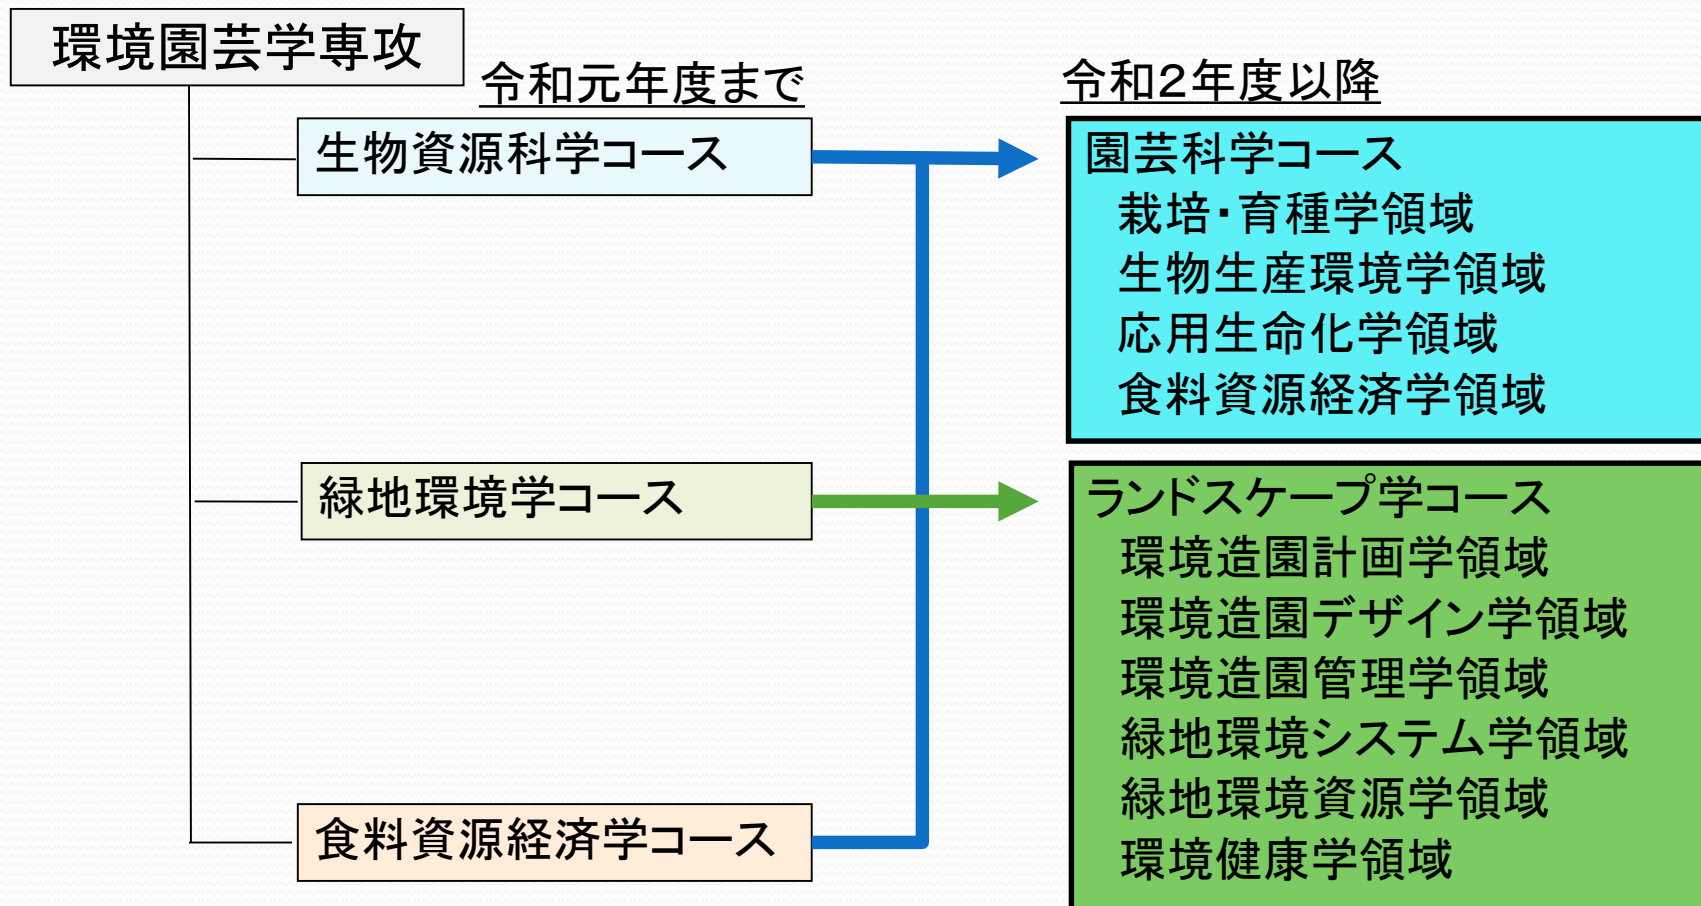 環境園芸学専攻
令和元年度まで
生物資源科学コース
緑地環境学コース
食料資源経済学コース
令和2年度以降
園芸科学コース
栽培・育種学領域
生物生産環境学領域
応用生命化学領域
食料資源経済学領域
ランドスケープ学コース
環境造園計画学領域
環境造園デザイン学領域
環境造園管理学領域
緑地環境システム学領域
緑地環境資源学領域
環境健康学領域